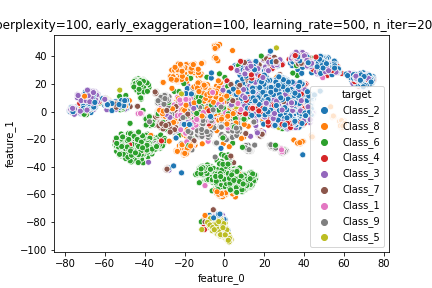 perplexity=100, early_exaggeration=100, learning_rate=500, n_iter=20
40
20
0
−20
−40
−60
−80
−100
feature_1
−80
−60
−40
−20
0
20
40
60
80
feature_0
target
Class_2
Class_8
Class_6
Class_4
Class_3
Class_7
Class_1
Class_9
Class_5